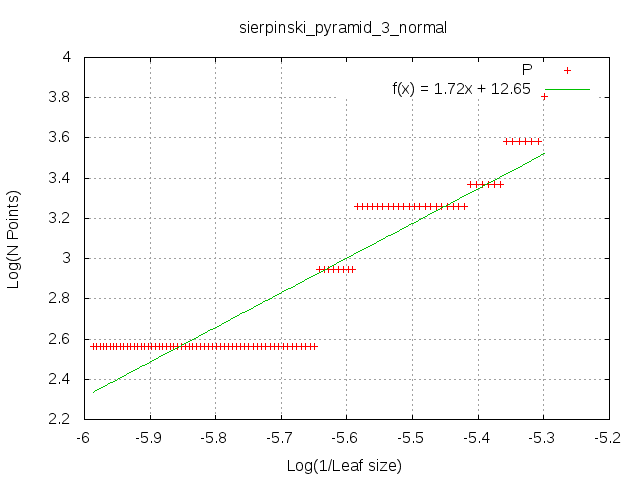 sierpinski_pyramid_3_normal
P
f(x) = 1.72x + 12.65
4
3.8
3.6
3.4
3.2
3
2.8
2.6
2.4
2.2
Log(N Points)
-6 -5.9 -5.8 -5.7 -5.6 -5.5 -5.4 -5.3 -5.2
Log(1/Leaf size)